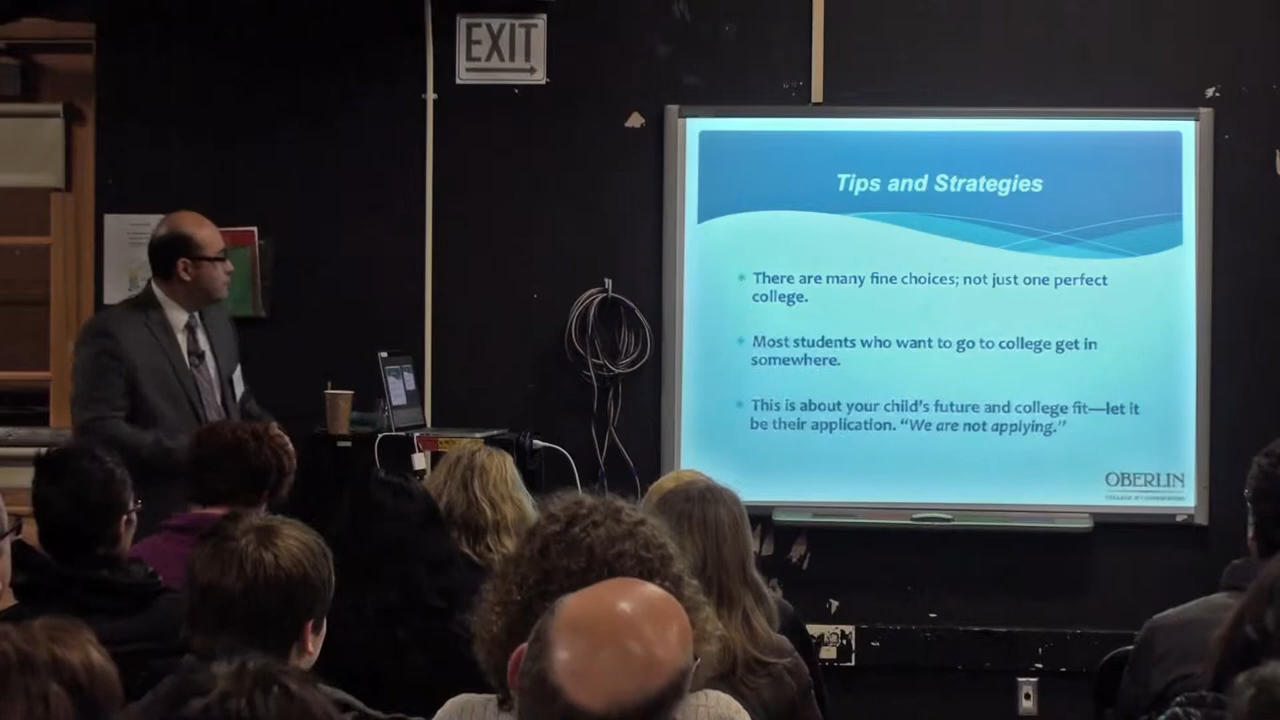 EXIT
Tips and Strategies
There are many fine choices; not just one perfect
college.
Most students who want to go to college get in
somewhere.
This is about your child's future and college fit—let it
be their application. "We are not applying."
OBERLIN
COLLEGE & CONSERVATORY